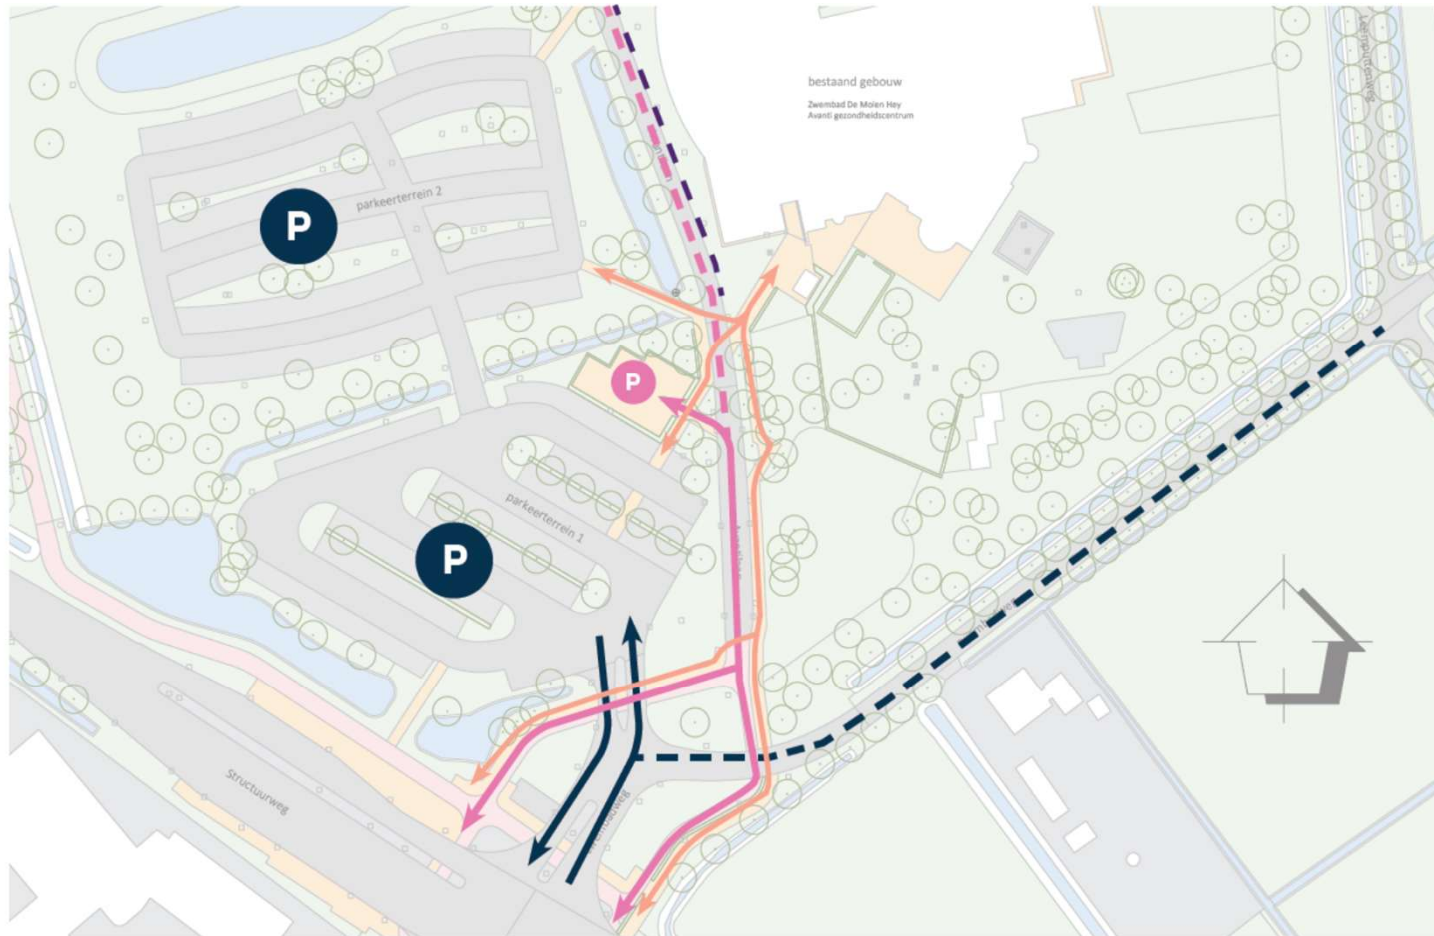 bestaand gebouw
Zwembad De Molen Hey
Avanti gezondheidscentrum
parkeerterrein 2
P
P
parkeerterrein 1
P
Structuurweg